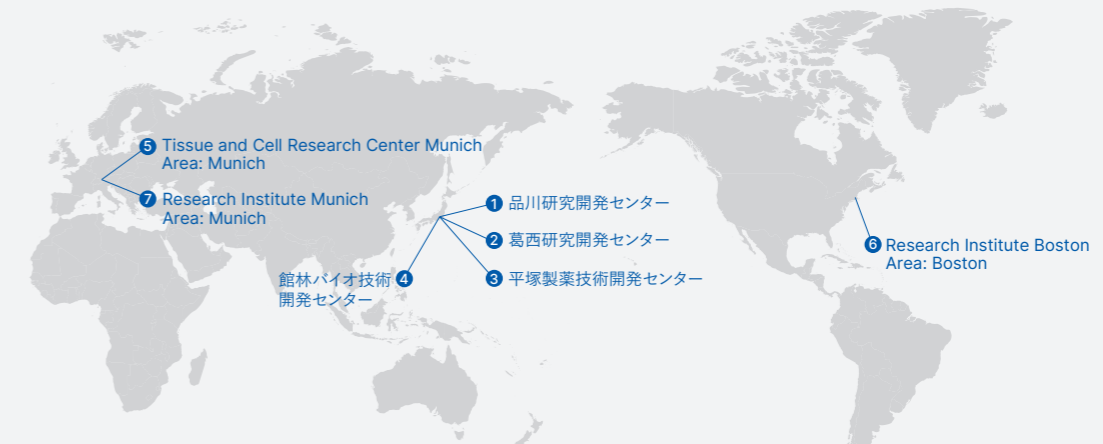 5 Tissue and Cell Research Center Munich
Area: Munich
7 Research Institute Munich
Area: Munich
1 品川研究開発センター
2 葛西研究開発センター
3 平塚製薬技術開発センター
館林バイオ技術 4
開発センター
6 Research Institute Boston
Area: Boston